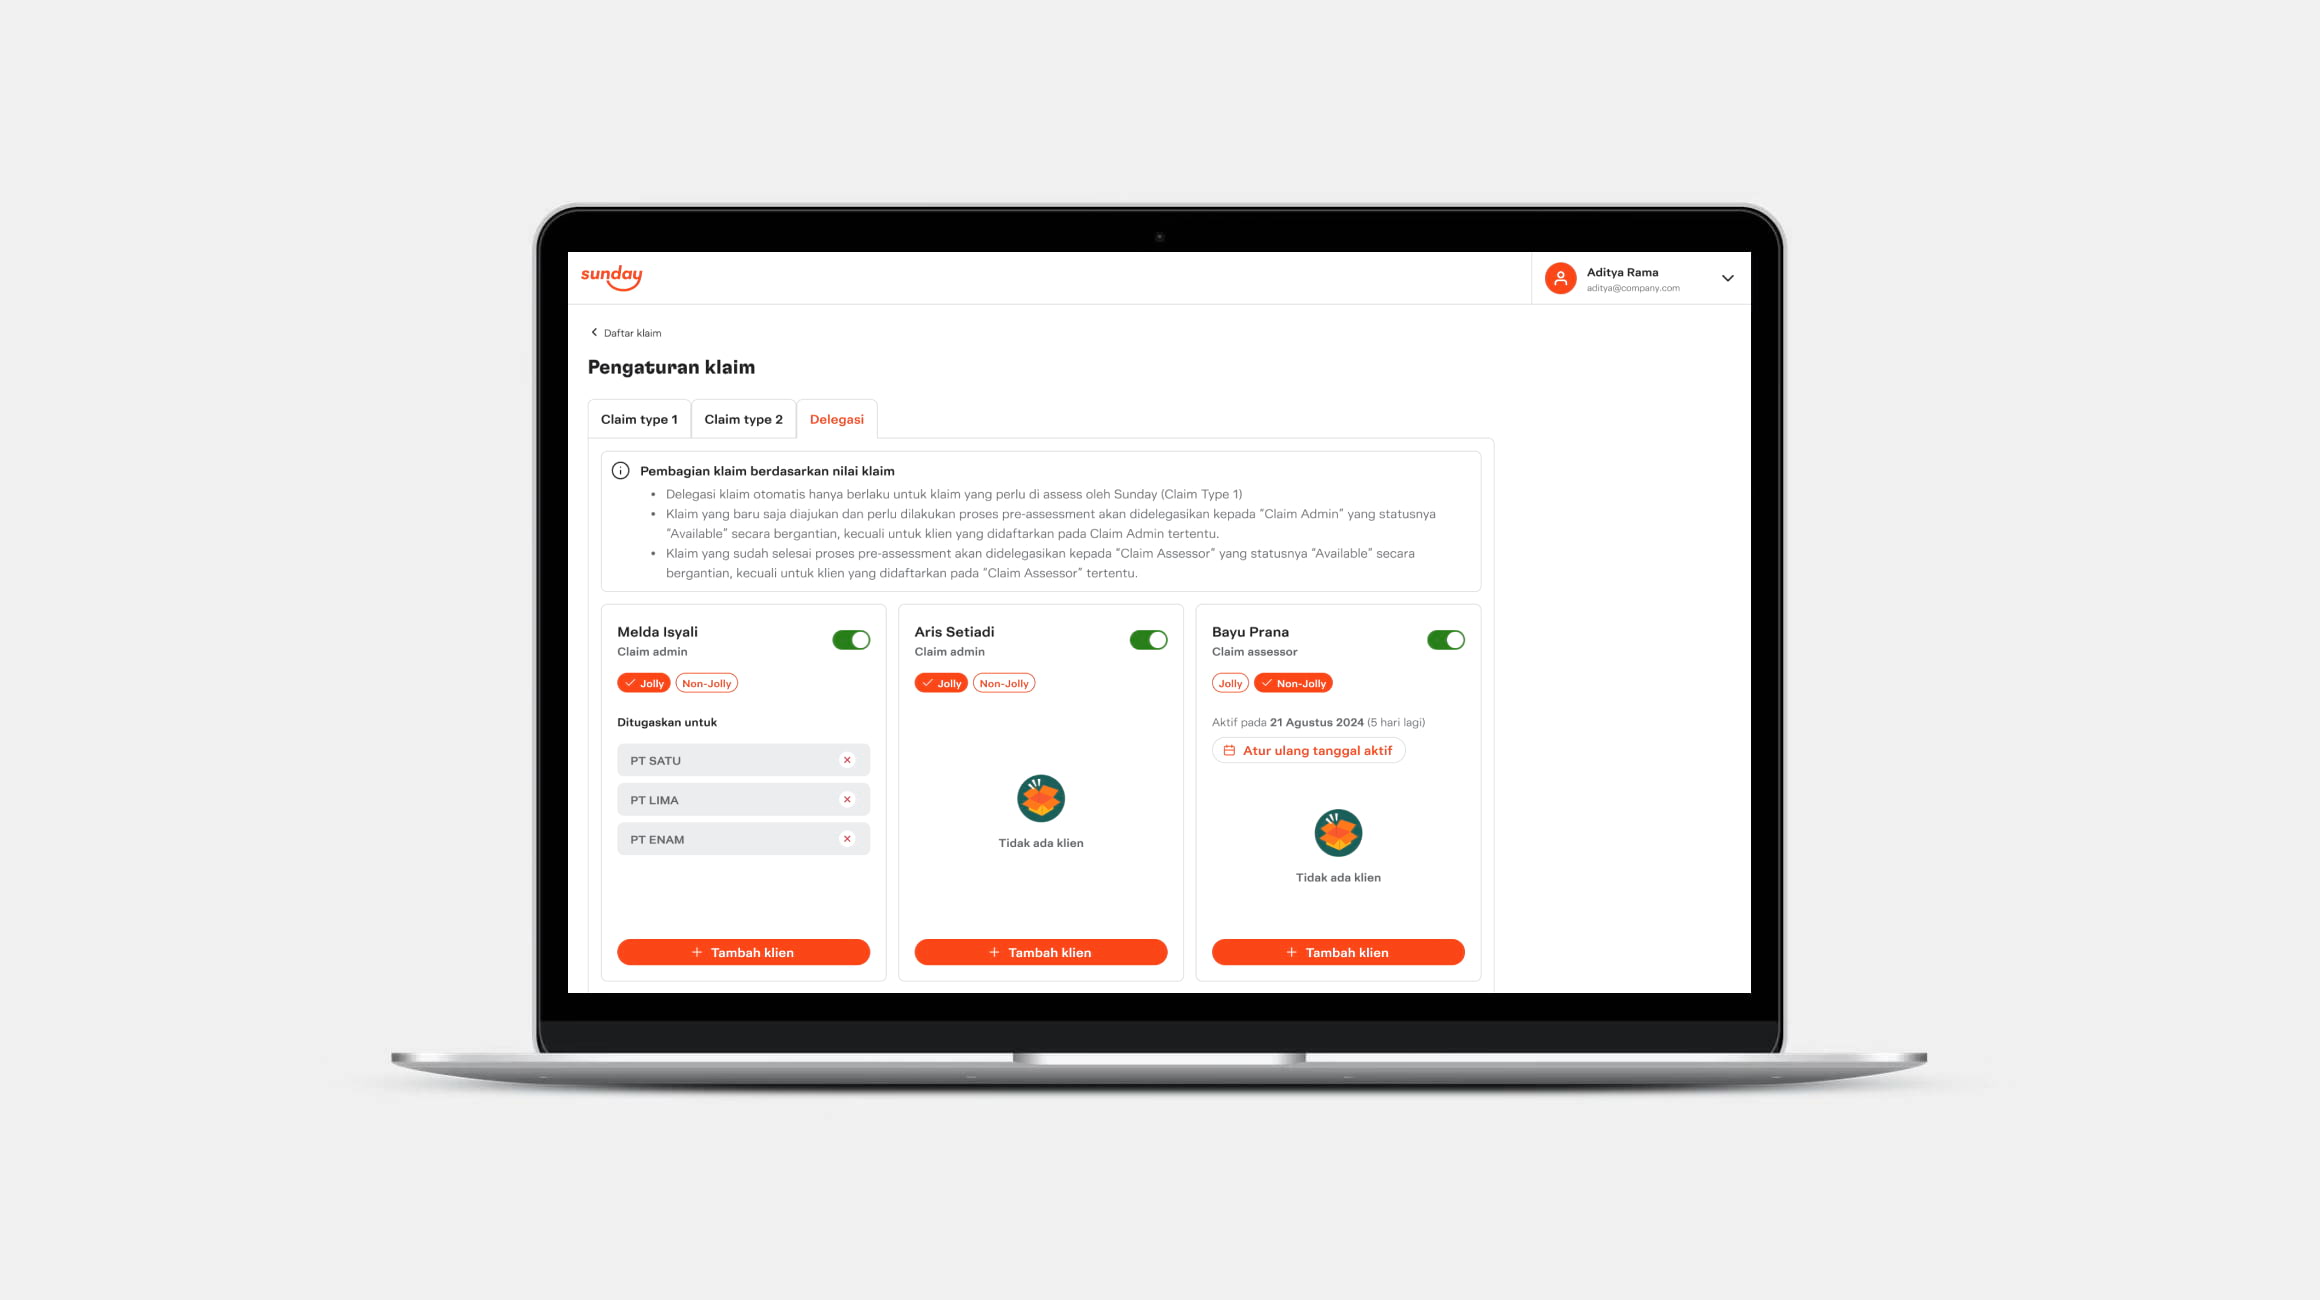 sunday
Aditya Rama
aditya@company.com
Daftar klaim
Pengaturan klaim
Claim type 1
Claim type 2
Delegasi
Pembagian klaim berdasarkan nilai klaim
• Delegasi klaim otomatis hanya berlaku untuk klaim yang perlu di assess oleh Sunday (Claim Type 1)
• Klaim yang baru saja diajukan dan perlu dilakukan proses pre-assessment akan didelegasikan kepada “Claim Admin” yang statusnya
“Available” secara bergantian, kecuali untuk klien yang didaftarkan pada Claim Admin tertentu.
• Klaim yang sudah selesai proses pre-assessment akan didelegasikan kepada “Claim Assessor” yang statusnya “Available” secara
bergantian, kecuali untuk klien yang didaftarkan pada “Claim Assessor” tertentu.
Melda Isyali
Claim admin
Jolly
Non-Jolly
Ditugaskan untuk
PT SATU
PT LIMA
PT ENAM
+ Tambah klien
Aris Setiadi
Claim admin
Jolly
Non-Jolly
Tidak ada klien
+ Tambah klien
Bayu Prana
Claim assessor
Jolly
Non-Jolly
Aktif pada 21 Agustus 2024 (5 hari lagi)
Atur ulang tanggal aktif
Tidak ada klien
+ Tambah klien